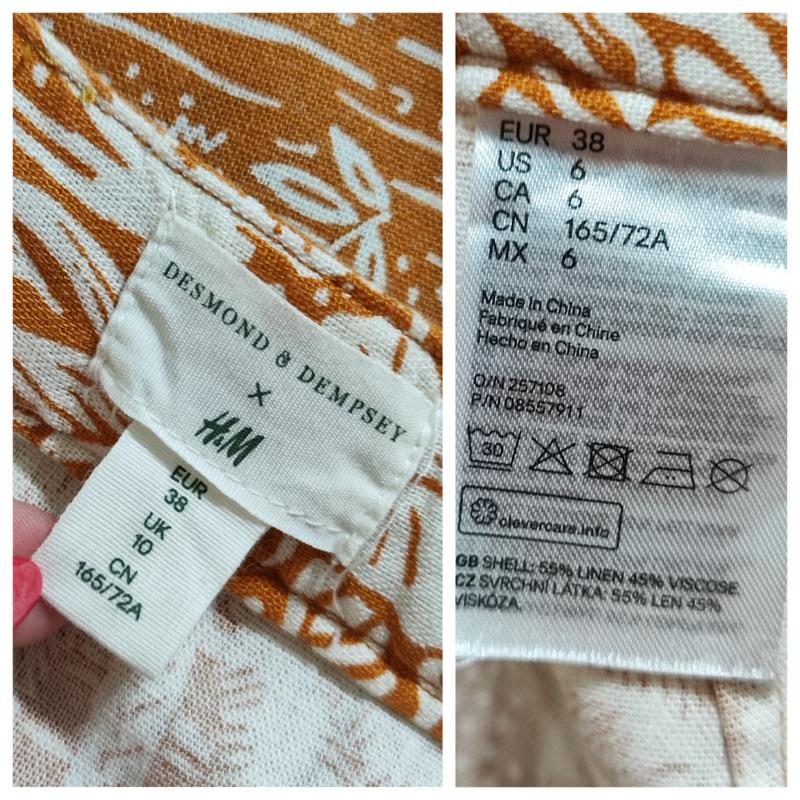 DESMOND & DEMPSEY
×
H&M
EUR
38
UK
10
CN
165/72A
EUR 38
US 6
CA 6
CN 165/72A
MX 6
Made in China
Fabriqué en Chine
Hecho en China
O/N 257108
P/N 08557911
30
clevercare.info
GB SHELL: 55% LINEN 45% VISCOSE
CZ SVRCHNÍ LÁTKA: 55% LEN 45%
VISKÓZA